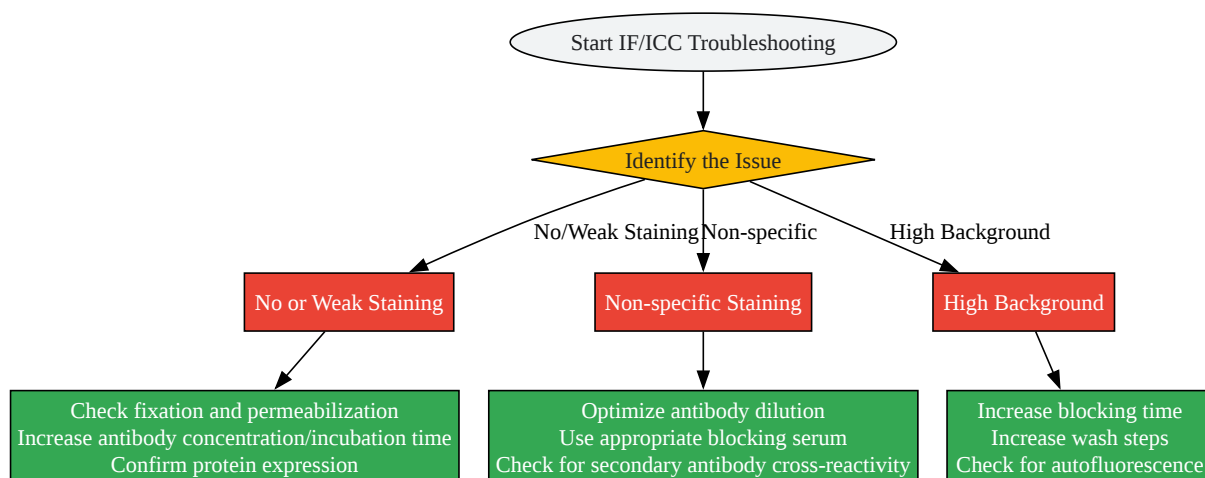 Start IF/ICC Troubleshooting
Identify the Issue
No/Weak Staining
Non-specific
High Background
No or Weak Staining
Non-specific Staining
High Background
Check fixation and permeabilization
Increase antibody concentration/incubation time
Confirm protein expression
Optimize antibody dilution
Use appropriate blocking serum
Check for secondary antibody cross-reactivity
Increase blocking time
Increase wash steps
Check for autofluorescence